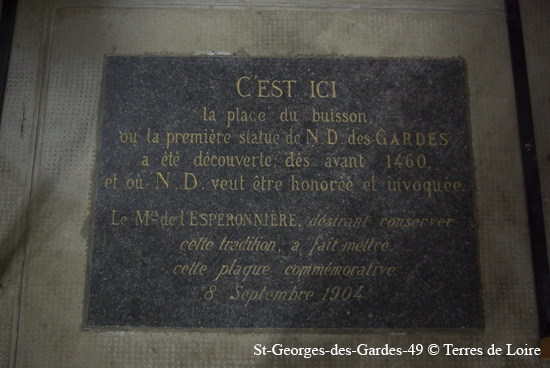 C'EST ICI
la place du buisson,
ou la première statue de N.D. des GARDES
a été découverte, dès avant 1460,
et où N.D. veut être honorée et invoquée.
Le Mis de l'ESPERONNIÈRE, désirant conserver
cette tradition, a fait mettre
cette plaque commémorative.
8 Septembre 1904
St-Georges-des-Gardes-49 © Terres de Loire